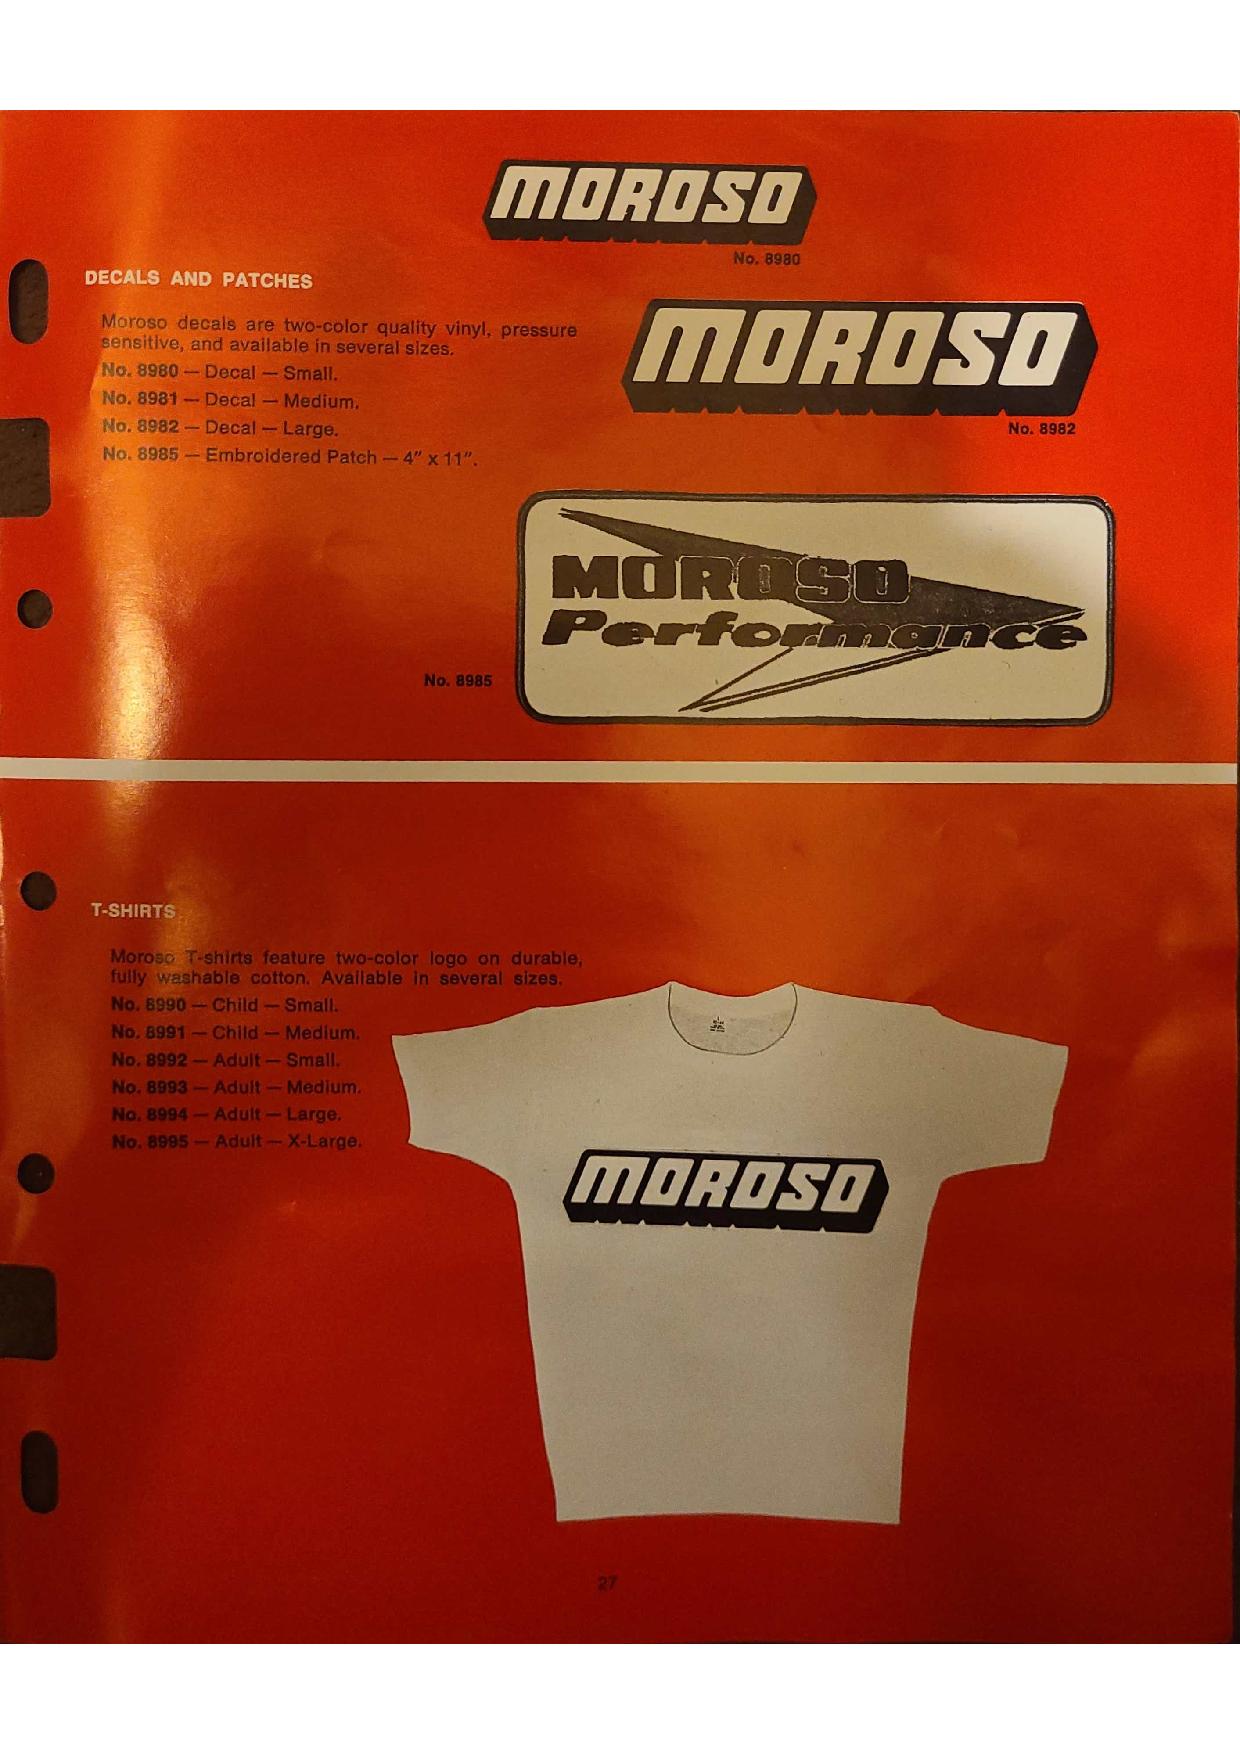 MOROSO
No. 8980
DECALS AND PATCHES
Moroso decals are two-color quality vinyl, pressure
sensitive, and available in several sizes.
No. 8980 — Decal — Small.
No. 8981 — Decal — Medium.
No. 8982 — Decal — Large.
No. 8985 — Embroidered Patch — 4” x 11”.
MOROSO
No. 8982
MOROSO
Performance
No. 8985
T-SHIRTS
Moroso T-shirts feature two-color logo on durable,
fully washable cotton. Available in several sizes.
No. 8990 — Child — Small.
No. 8991 — Child — Medium.
No. 8992 — Adult — Small.
No. 8993 — Adult — Medium.
No. 8994 — Adult — Large.
No. 8995 — Adult — X-Large.
MOROSO
27